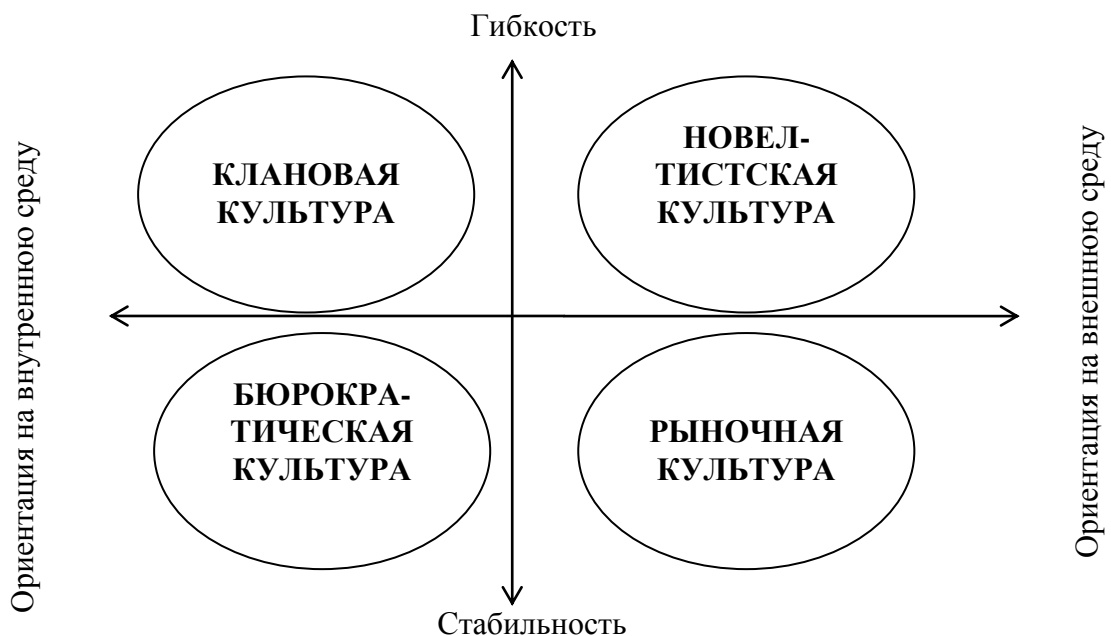 Гибкость
Ориентация на внутреннюю среду
КЛАНОВАЯ
КУЛЬТУРА
НОВЕЛ-
ТИСТСКАЯ
КУЛЬТУРА
Ориентация на внешнюю среду
БЮРОКРА-
ТИЧЕСКАЯ
КУЛЬТУРА
РЫНОЧНАЯ
КУЛЬТУРА
Стабильность